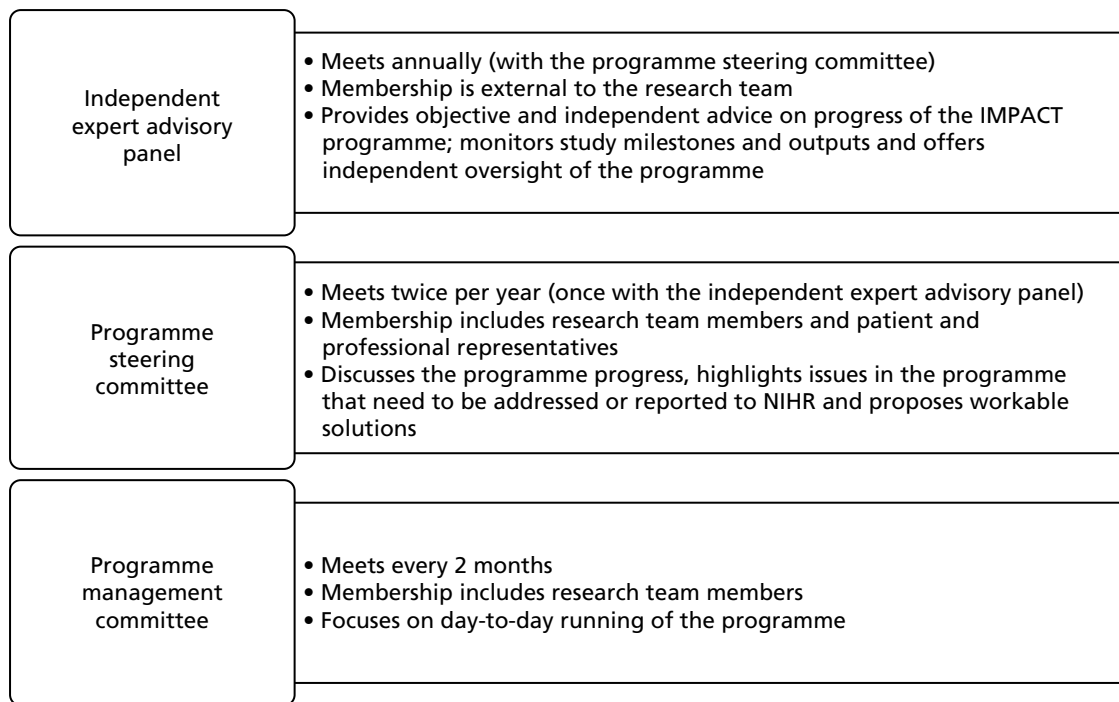 Independent
expert advisory
panel
• Meets annually (with the programme steering committee)
• Membership is external to the research team
• Provides objective and independent advice on progress of the IMPACT
programme; monitors study milestones and outputs and offers
independent oversight of the programme
Programme
steering
committee
• Meets twice per year (once with the independent expert advisory panel)
• Membership includes research team members and patient and
professional representatives
• Discusses the programme progress, highlights issues in the programme
that need to be addressed or reported to NIHR and proposes workable
solutions
Programme
management
committee
• Meets every 2 months
• Membership includes research team members
• Focuses on day-to-day running of the programme